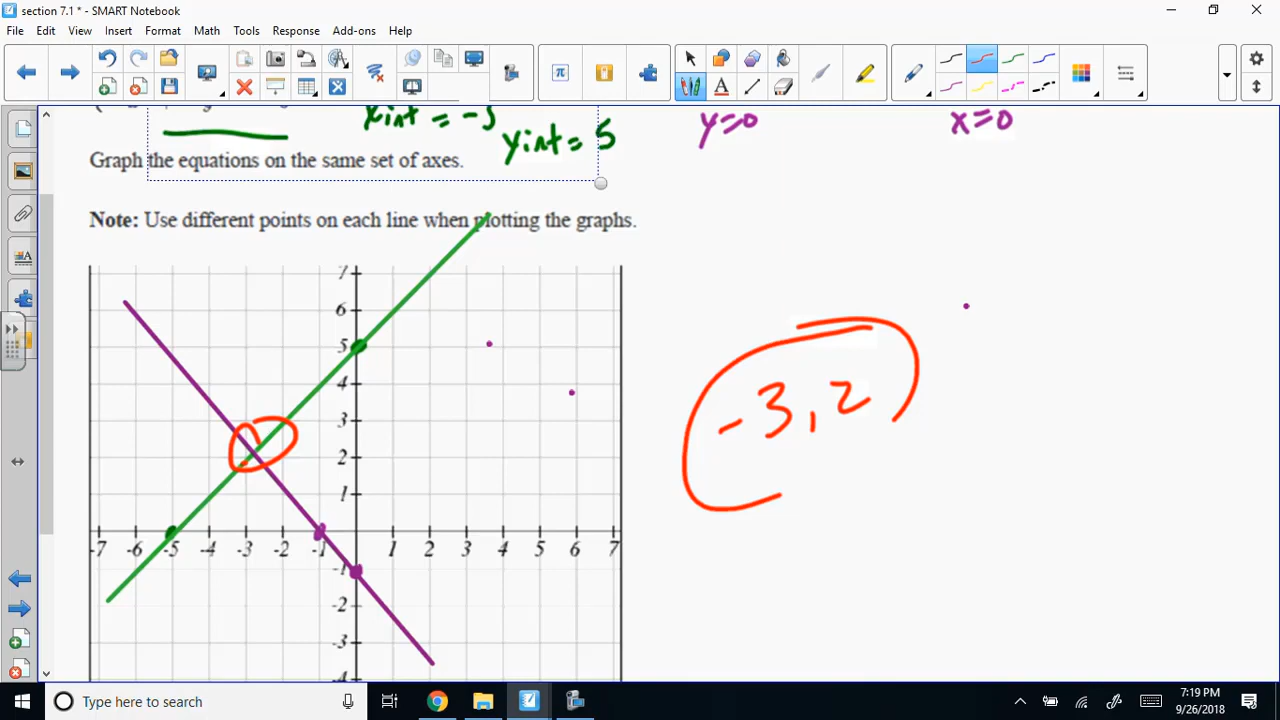 section 7.1 * - SMART Notebook
File Edit View Insert Format Math Tools Response Add-ons Help
xint = -5
yint = 5
y=0
x=0
Graph the equations on the same set of axes.
Note: Use different points on each line when plotting the graphs.
7
6
5
4
3
2
1
-7 -6 -5 -4 -3 -2 -1 1 2 3 4 5 6 7
-1
-2
-3
-4
-3,2
Type here to search
7:19 PM
9/26/2018